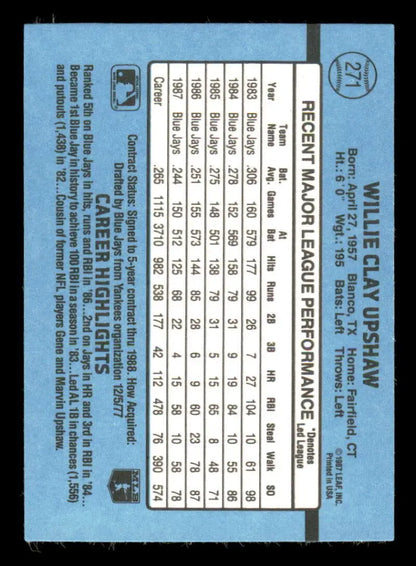 271
WILLIE CLAY UPSHAW
Born: April 27, 1957 Blanco, TX Home: Fairfield, CT
Ht.: 6' 0" Wgt.: 195 Bats: Left Throws: Left
© 1987 LEAF, INC.
Printed in USA
RECENT MAJOR LEAGUE PERFORMANCE *Denotes Led League
Year Team Name Bat. Avg. Games At Bat Hits Runs 2B 3B HR RBI Steal Walk SO
1983 Blue Jays .306 160 579 177 99 26 7 27 104 10 61 98
1984 Blue Jays .278 152 569 158 79 31 9 19 84 10 55 86
1985 Blue Jays .275 148 501 138 79 31 5 15 65 8 48 71
1986 Blue Jays .251 155 573 144 85 28 6 9 60 23 78 87
1987 Blue Jays .244 150 512 125 68 22 4 15 58 10 58 78
Career .265 1115 3710 982 538 177 42 112 478 76 390 574
Contract Status: Signed to 5-year contract thru 1988. How Acquired:
Drafted by Blue Jays from Yankees organization 12/5/77
CAREER HIGHLIGHTS
Ranked 5th on Blue Jays in hits, runs and RBI in '86...2nd on Jays in HR and 3rd in RBI in '84...
Became 1st Blue Jay in history to achieve 100 RBI in a season in '83...Led AL 1B in chances (1,556)
and putouts (1,438) in '82...Cousin of former NFL players Gene and Marvin Upshaw.